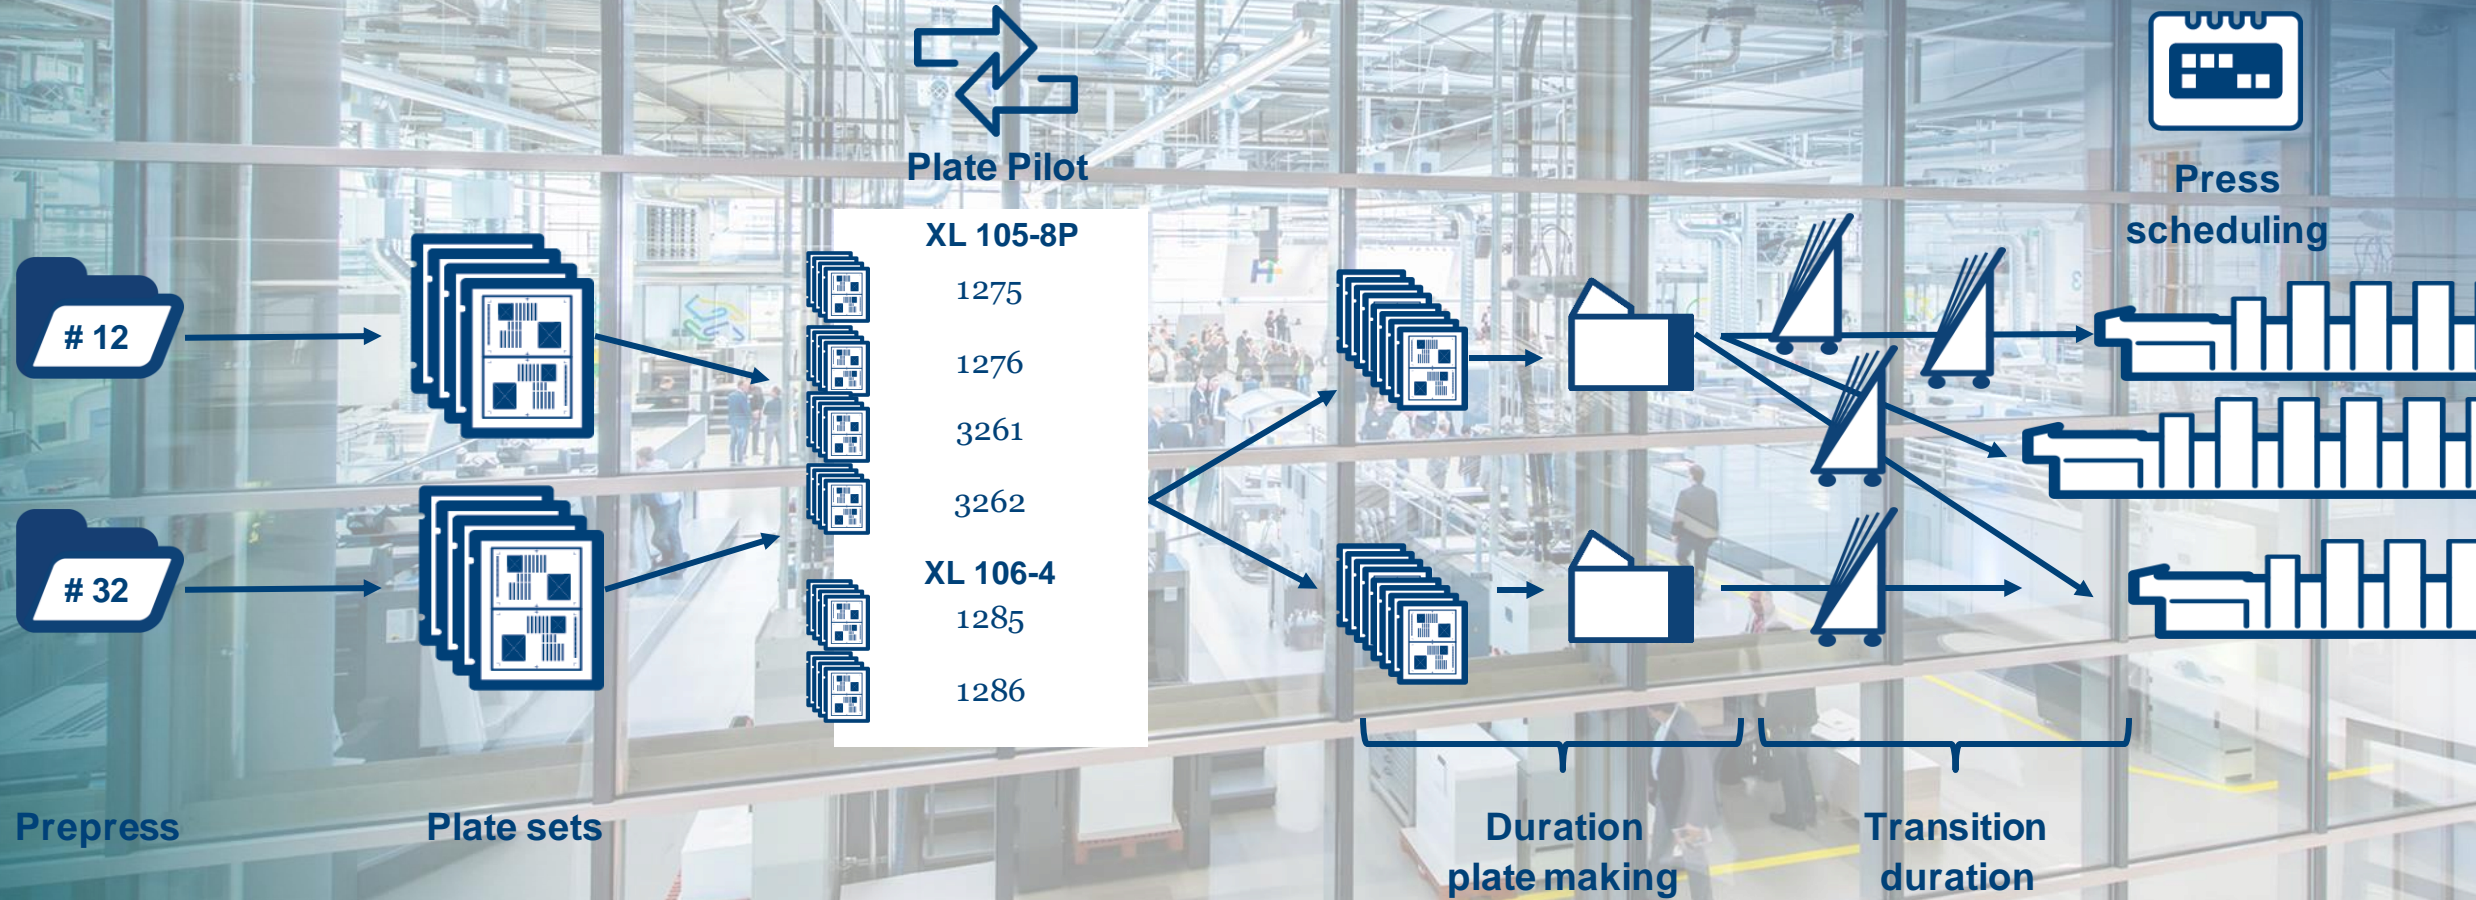 Plate Pilot
Press
scheduling
XL 105-8P
1275
1276
3261
3262
XL 106-4
1285
1286
# 12
# 32
Prepress
Plate sets
Duration
plate making
Transition
duration